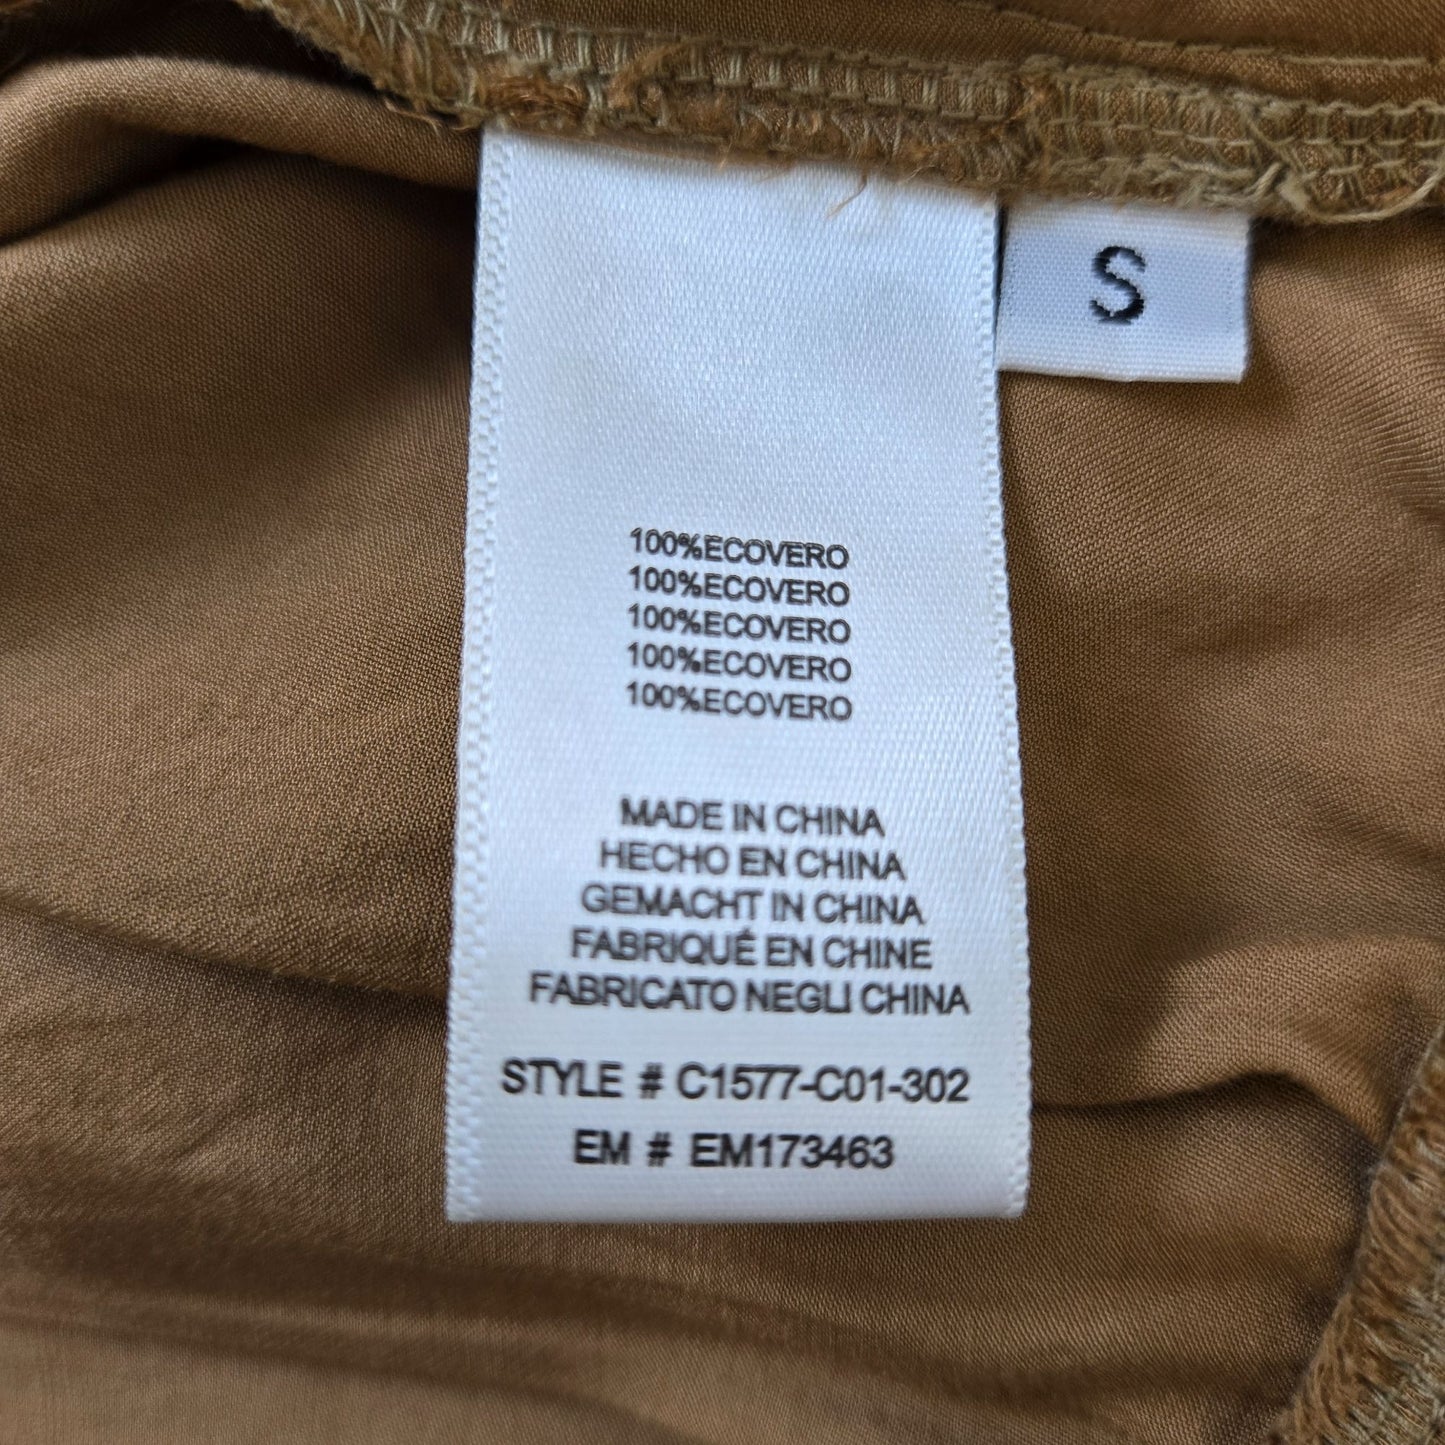 S
100%ECOVERO
100%ECOVERO
100%ECOVERO
100%ECOVERO
100%ECOVERO
MADE IN CHINA
HECHO EN CHINA
GEMACHT IN CHINA
FABRIQUÉ EN CHINE
FABRICATO NEGLI CHINA
STYLE # C1577-C01-302
EM # EM173463